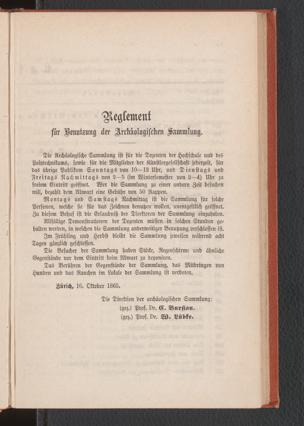 Reglement
für Benutzung der Archäologischen Sammlung.
Die Archäologische Sammlung ist für die Dozenten der Hochschule und des
Polytechnikums, sowie für die Mitglieder der Künstlergesellschaft überhaupt, für
das übrige Publikum Sonntags von 10—12 Uhr, und Dienstags und
Freitags Nachmittags von 2—5 (im Wintersemester von 2—4) Uhr zu
freiem Eintritt geöffnet. Wer die Sammlung zu einer andern Zeit besuchen
will, bezahlt dem Abwart eine Gebühr von 50 Rappen.
Montags und Samstags Nachmittag ist die Sammlung für solche
Personen, welche sie für das Zeichnen benutzen wollen, unentgeldlich geöffnet.
Zu diesem Behuf ist die Erlaubniß der Direktoren der Sammlung einzuholen.
Allfällige Demonstrationen der Dozenten müssen in solchen Stunden ge-
halten werden, in welchen die Sammlung anderweitiger Benutzung verschlossen ist.
Im Frühling und Herbst bleibt die Sammlung jeweilen während acht
Tagen gänzlich geschlossen.
Die Besucher der Sammlung haben Stöcke, Regenschirme und ähnliche
Gegenstände vor dem Eintritt beim Abwart zu deponiren.
Das Berühren der Gegenstände der Sammlung, das Mitbringen von
Hunden und das Rauchen im Lokale der Sammlung ist verboten.
Zürich, 16. Oktober 1863.
Die Direktion der archäologischen Sammlung:
(gez.) Prof. Dr. C. Bursian.
(gez.) Prof. Dr. W. Lübke.